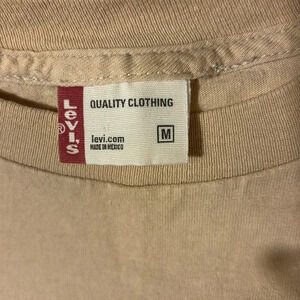 Levi's
®
QUALITY CLOTHING
levi.com
MADE IN MEXICO
M